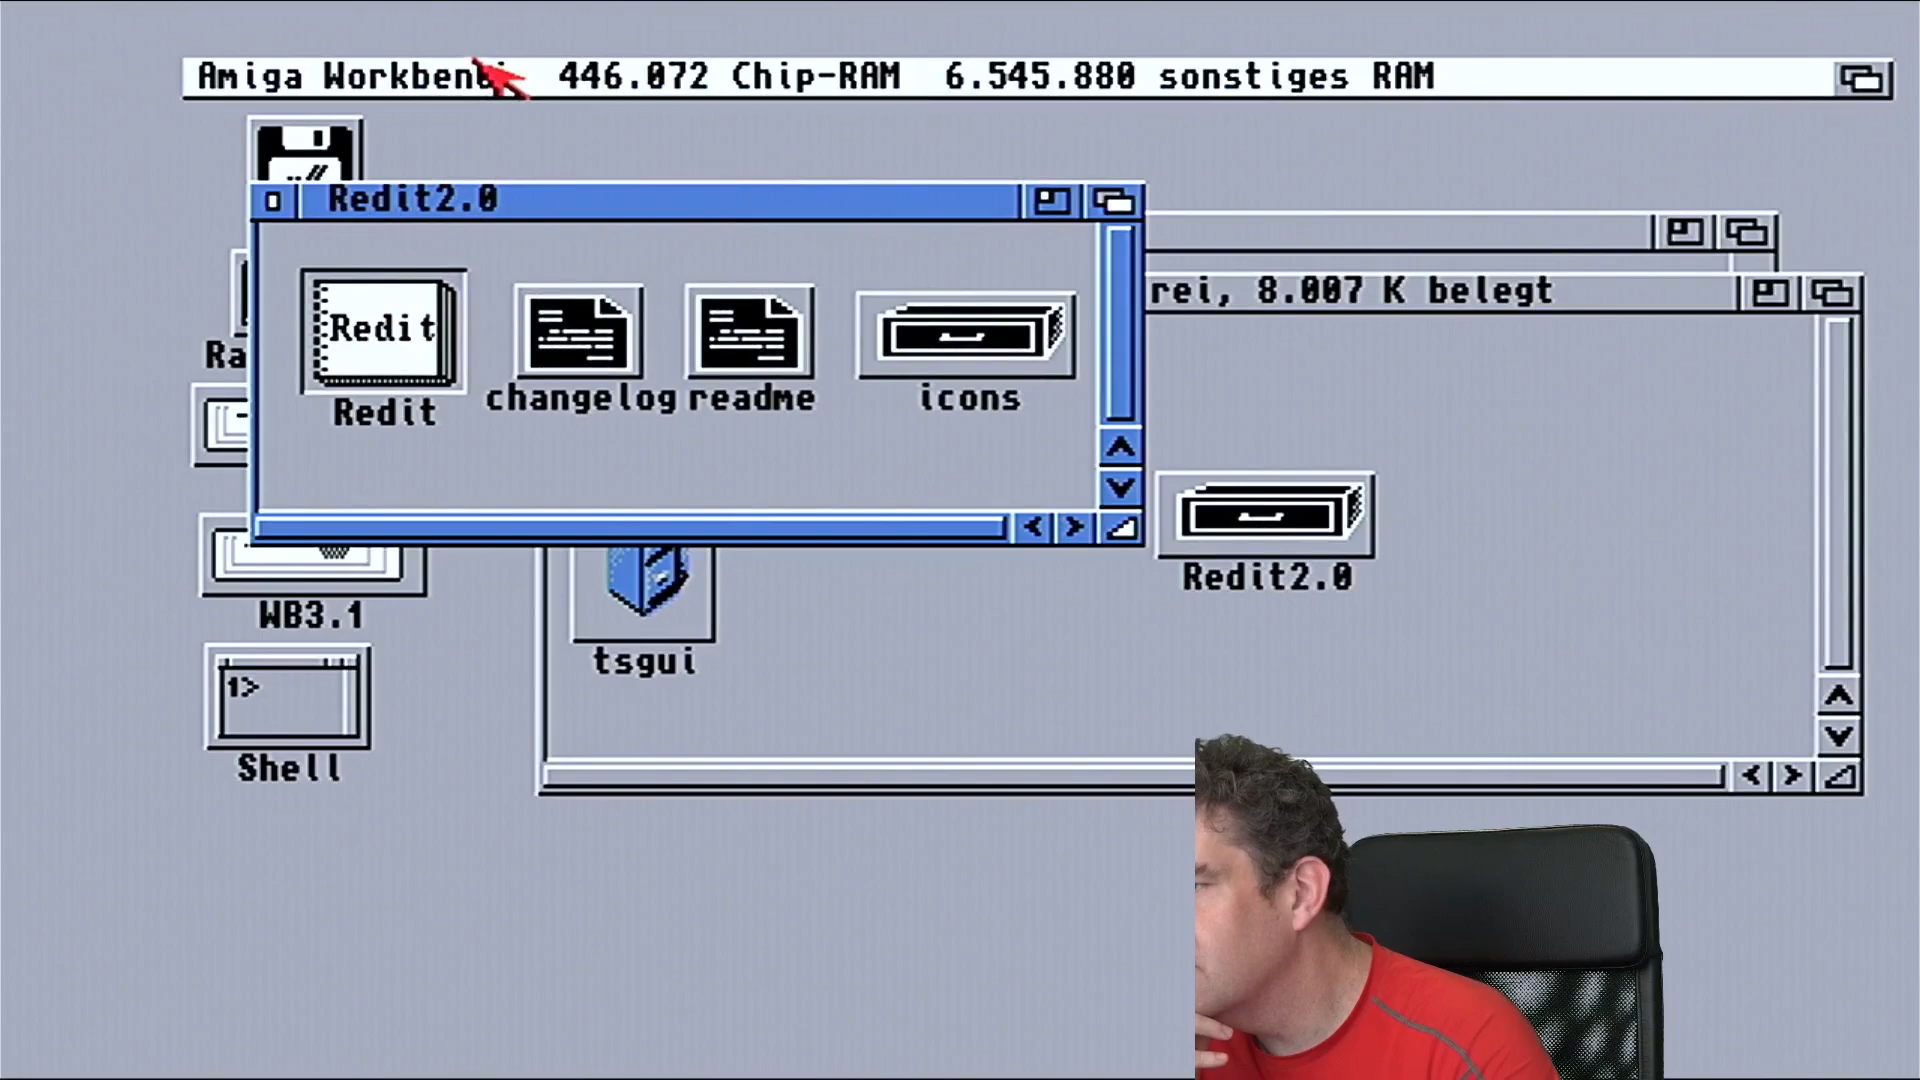 Amiga Workben 446.072 Chip-RAM 6.545.880 sonstiges RAM
Redit2.0
rei, 8.007 K belegt
Redit
Redit
changelog
readme
icons
Ra
Redit2.0
WB3.1
tsgui
1>
Shell